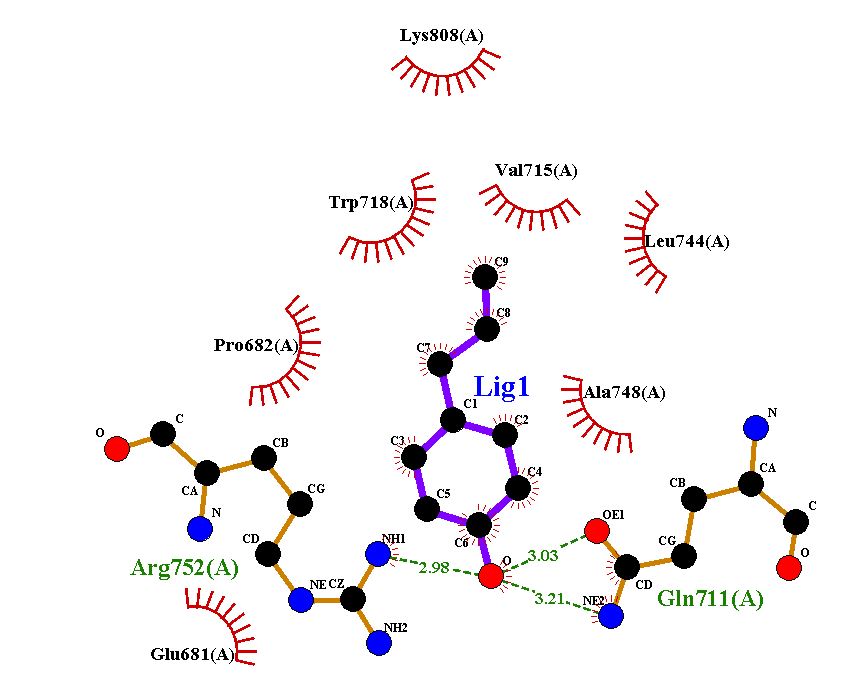 Lys808(A)
Val715(A)
Trp718(A)
Leu744(A)
C9
C8
Pro682(A)
C7
Lig1
Ala748(A)
C1
C2
N
O
C
CB
C3
CA
C4
CB
CA
CG
C5
C
N
OE1
CD
NH1
C6
CG
O
3.03
2.98
O
CD
Arg752(A)
NE
CZ
3.21
NE2
Gln711(A)
NH2
Glu681(A)